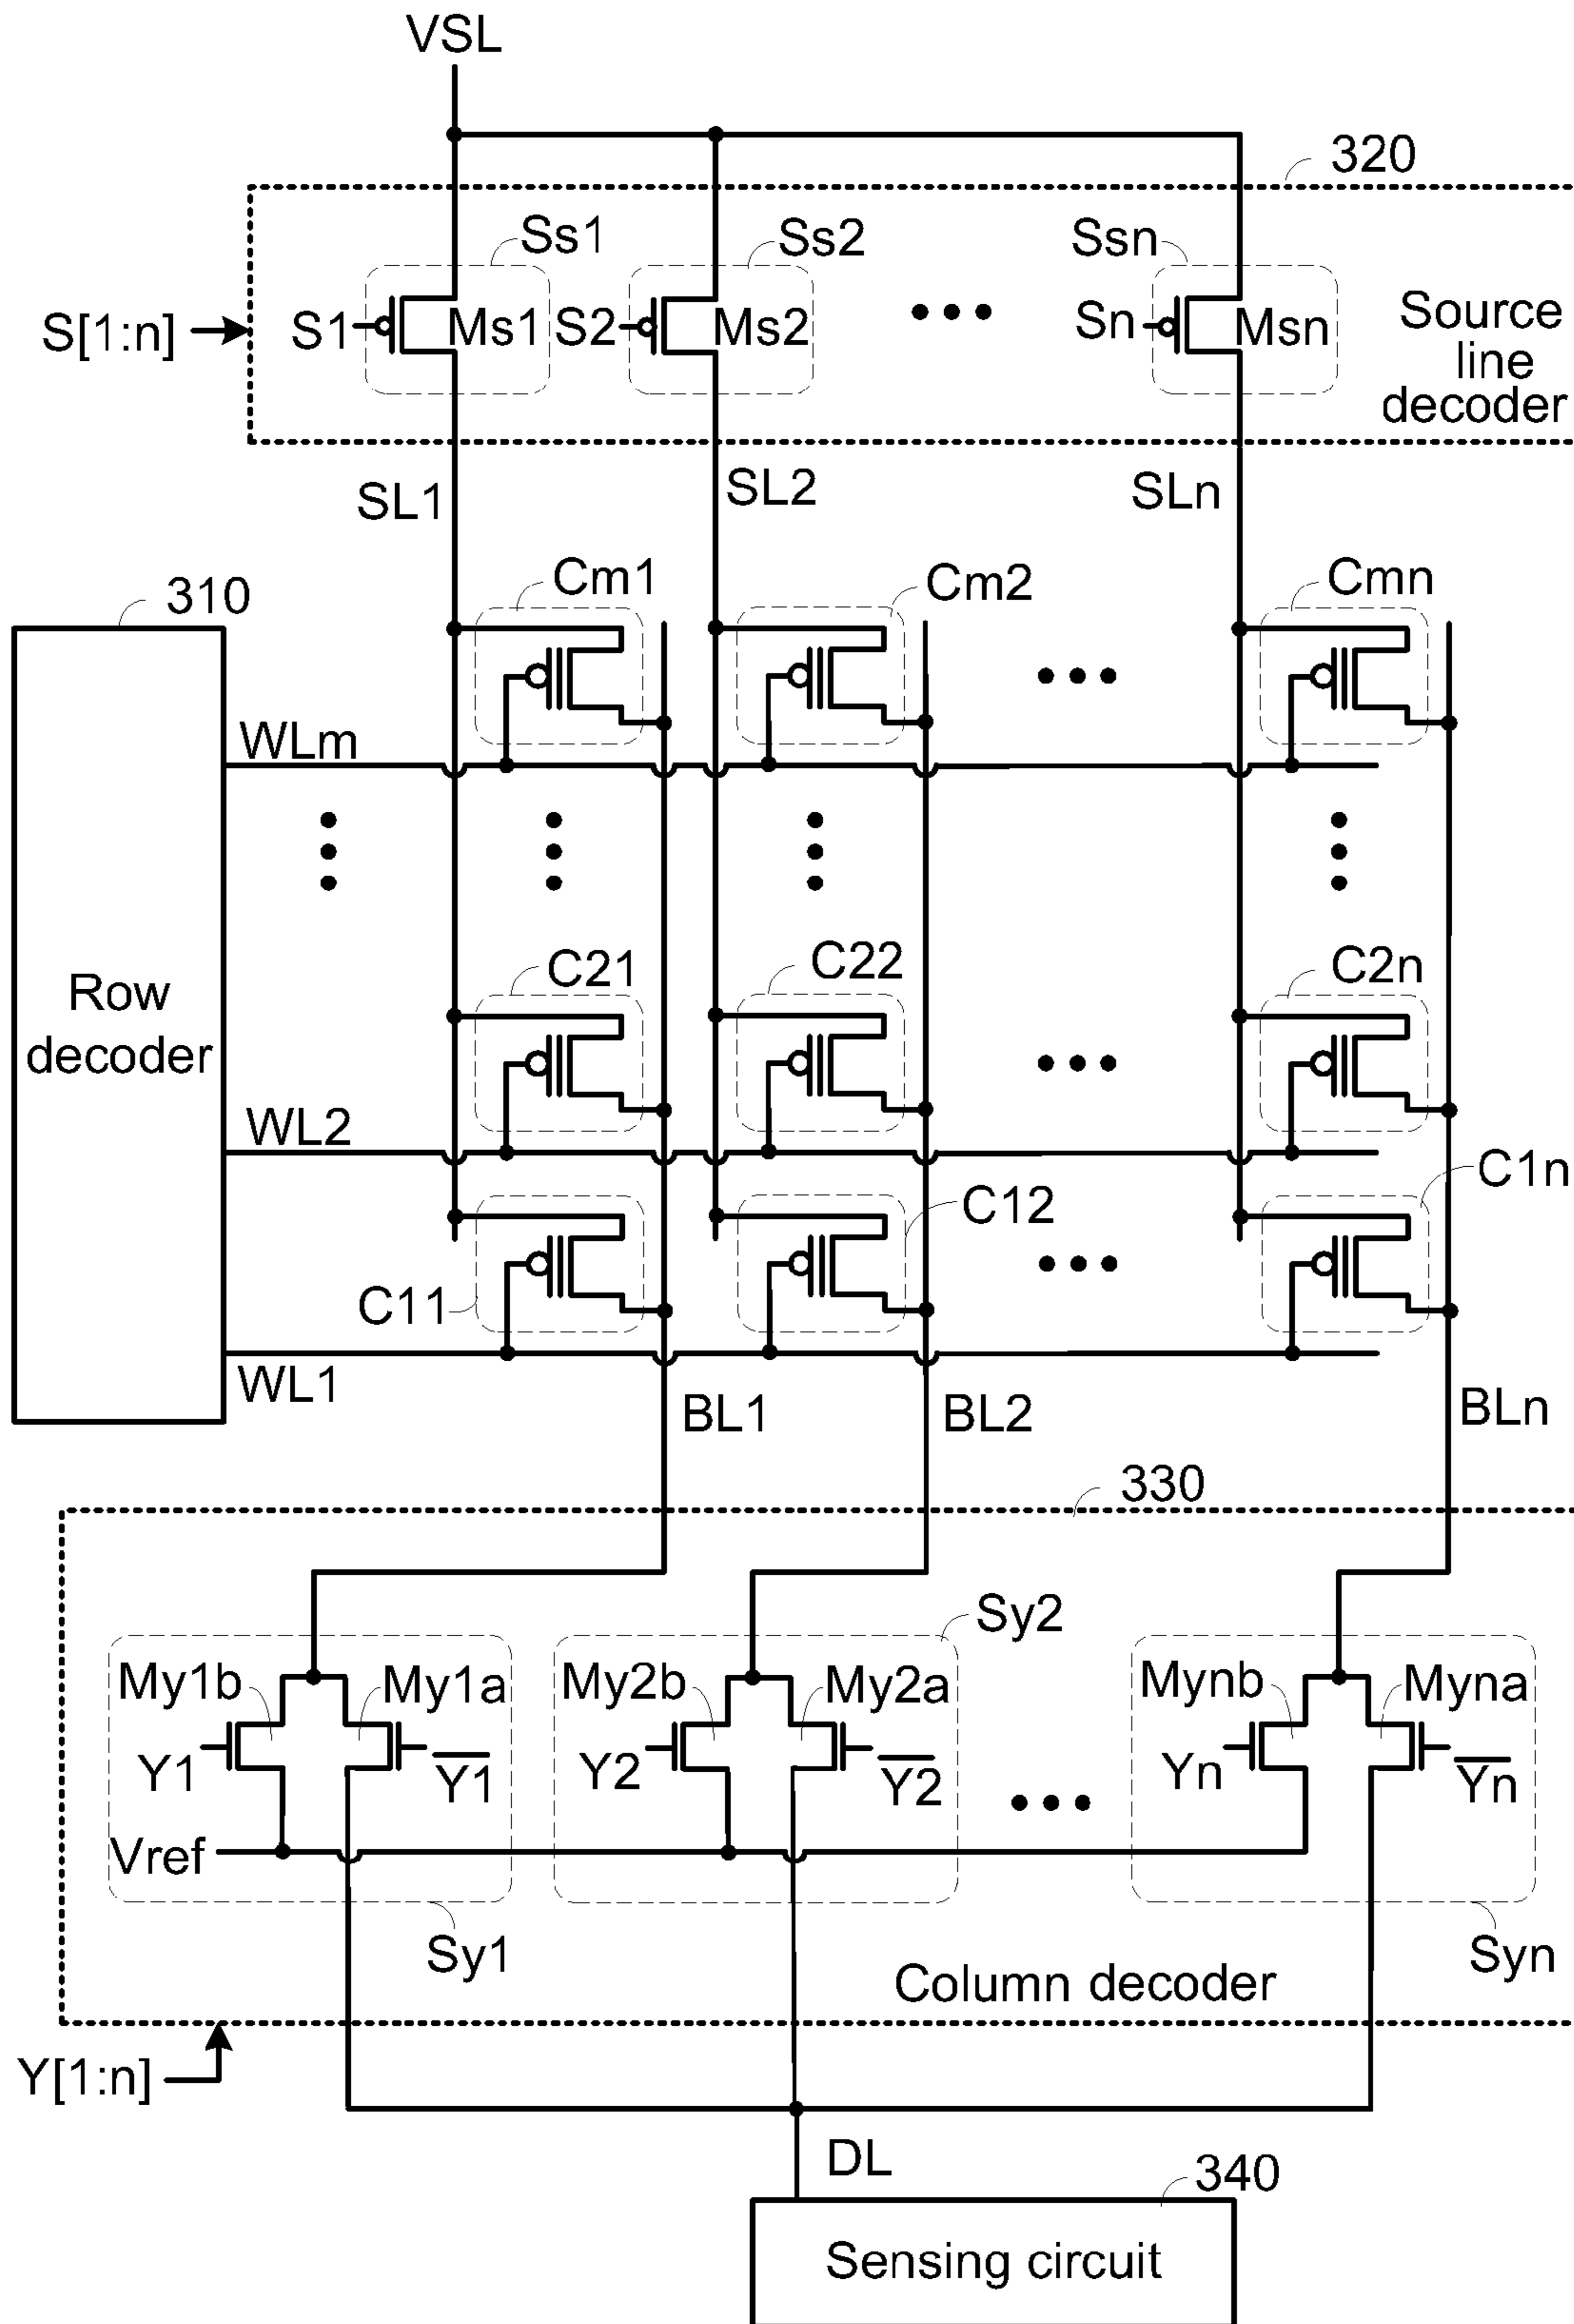 VSL
320
Ss1
Ss2
Ssn
S[1:n]
S1
Ms1
S2
Ms2
Sn
Msn
Source
line
decoder
SL1
SL2
SLn
310
Cm1
Cm2
Cmn
Row
decoder
WLm
C21
C22
C2n
WL2
C12
C1n
C11
WL1
BL1
BL2
BLn
330
Sy2
My1b
My1a
My2b
My2a
Mynb
Myna
Y1
Y1̅
Y2
Y2̅
Yn
Yn̅
Vref
Sy1
Syn
Column decoder
Y[1:n]
DL
340
Sensing circuit